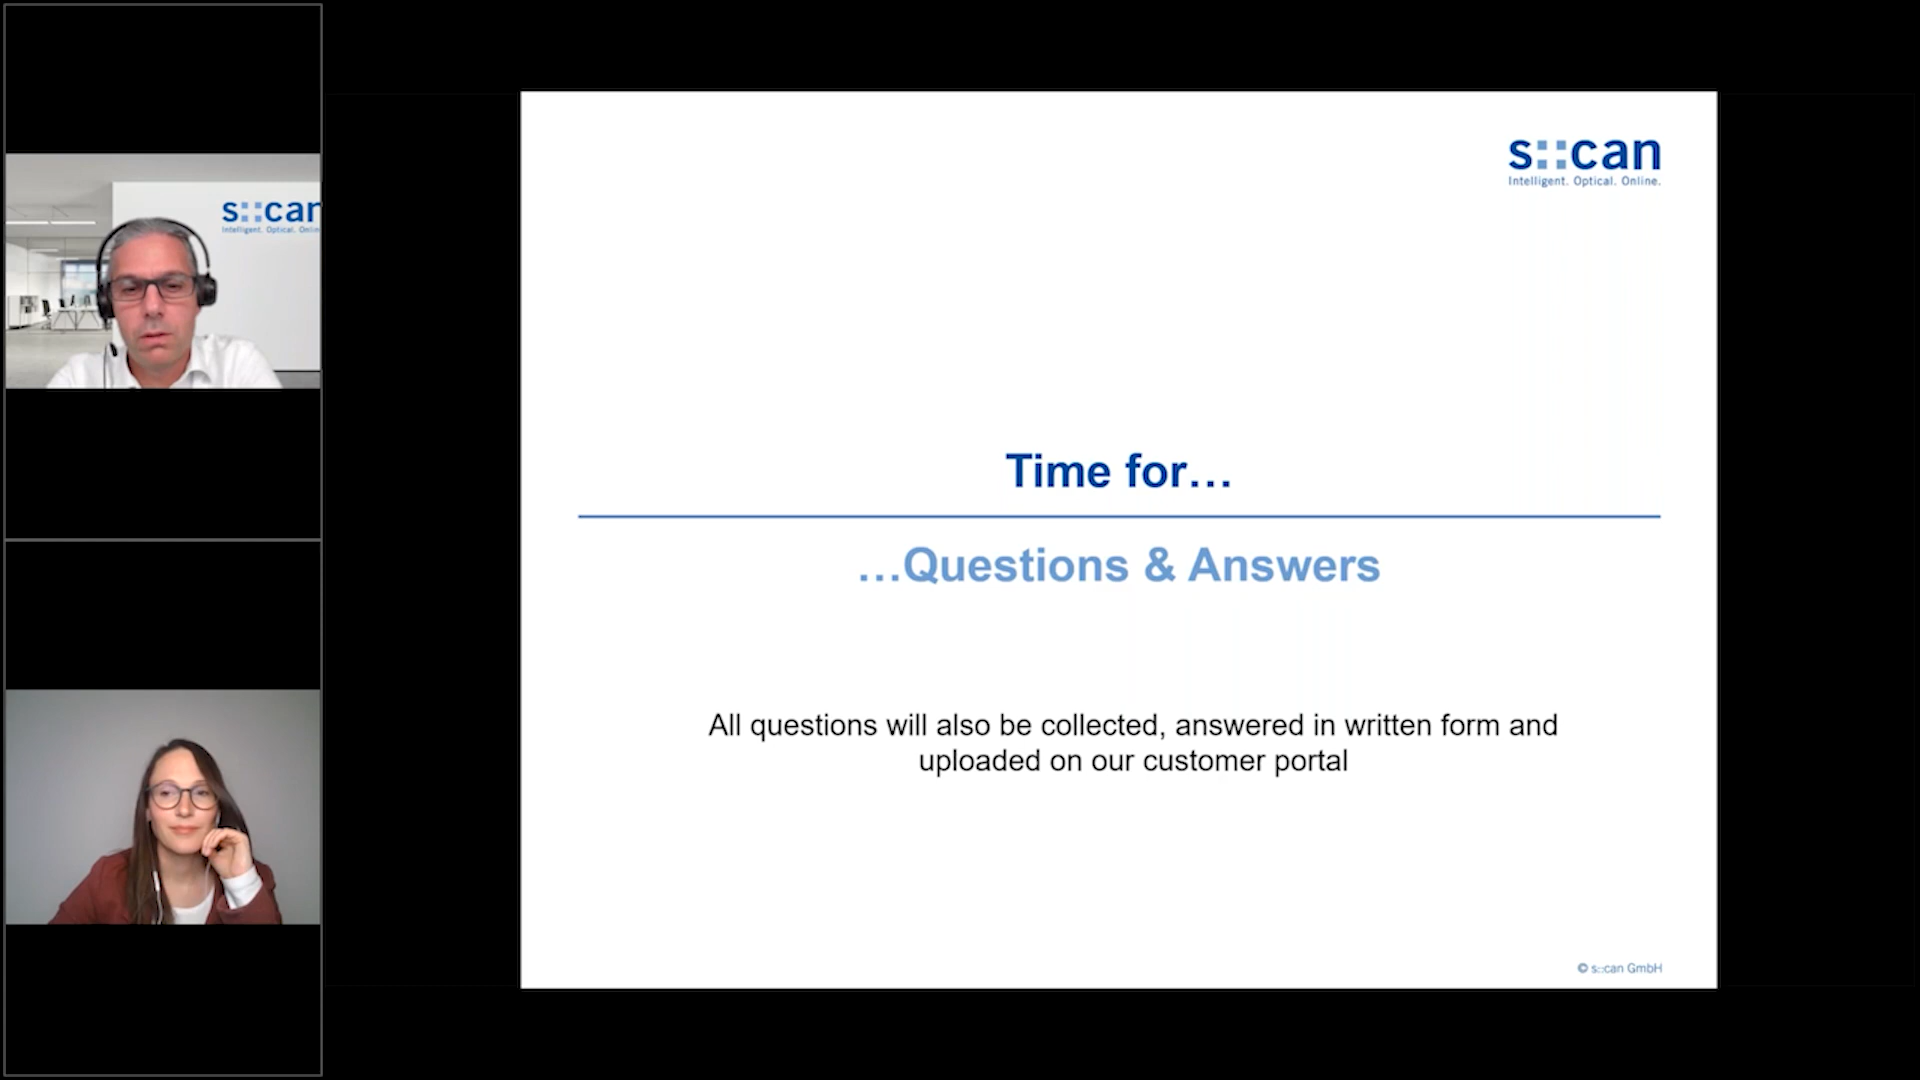 s::can
Intelligent. Optical. Online.
s::can
Intelligent. Optical. Onlin
Time for...
...Questions & Answers
All questions will also be collected, answered in written form and
uploaded on our customer portal
© s::can GmbH